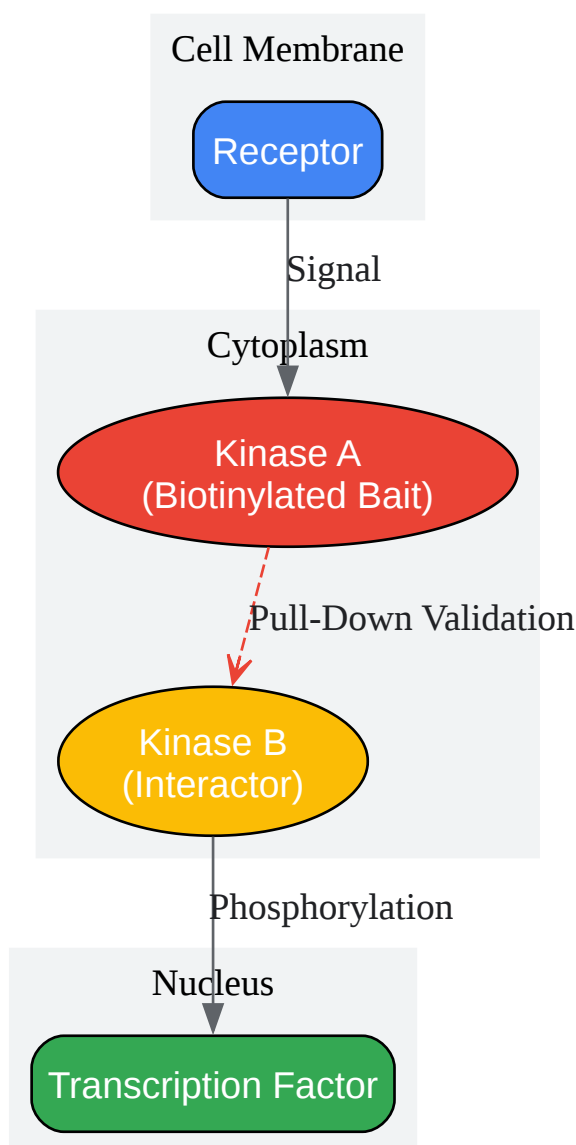 Cell Membrane
Receptor
Signal
Cytoplasm
Kinase A
(Biotinylated Bait)
Pull-Down Validation
Kinase B
(Interactor)
Phosphorylation
Nucleus
Transcription Factor